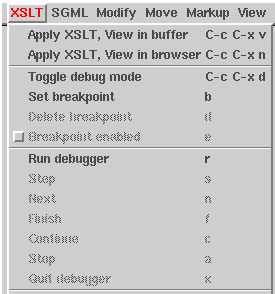 XSLT SGML Modify Move Markup View
Apply XSLT, View in buffer C-c C-x v
Apply XSLT, View in browser C-c C-x n
Toggle debug mode C-c C-x d
Set breakpoint b
Delete breakpoint d
Breakpoint enabled e
Run debugger r
Step s
Next n
Finish f
Continue c
Stop a
Quit debugger x